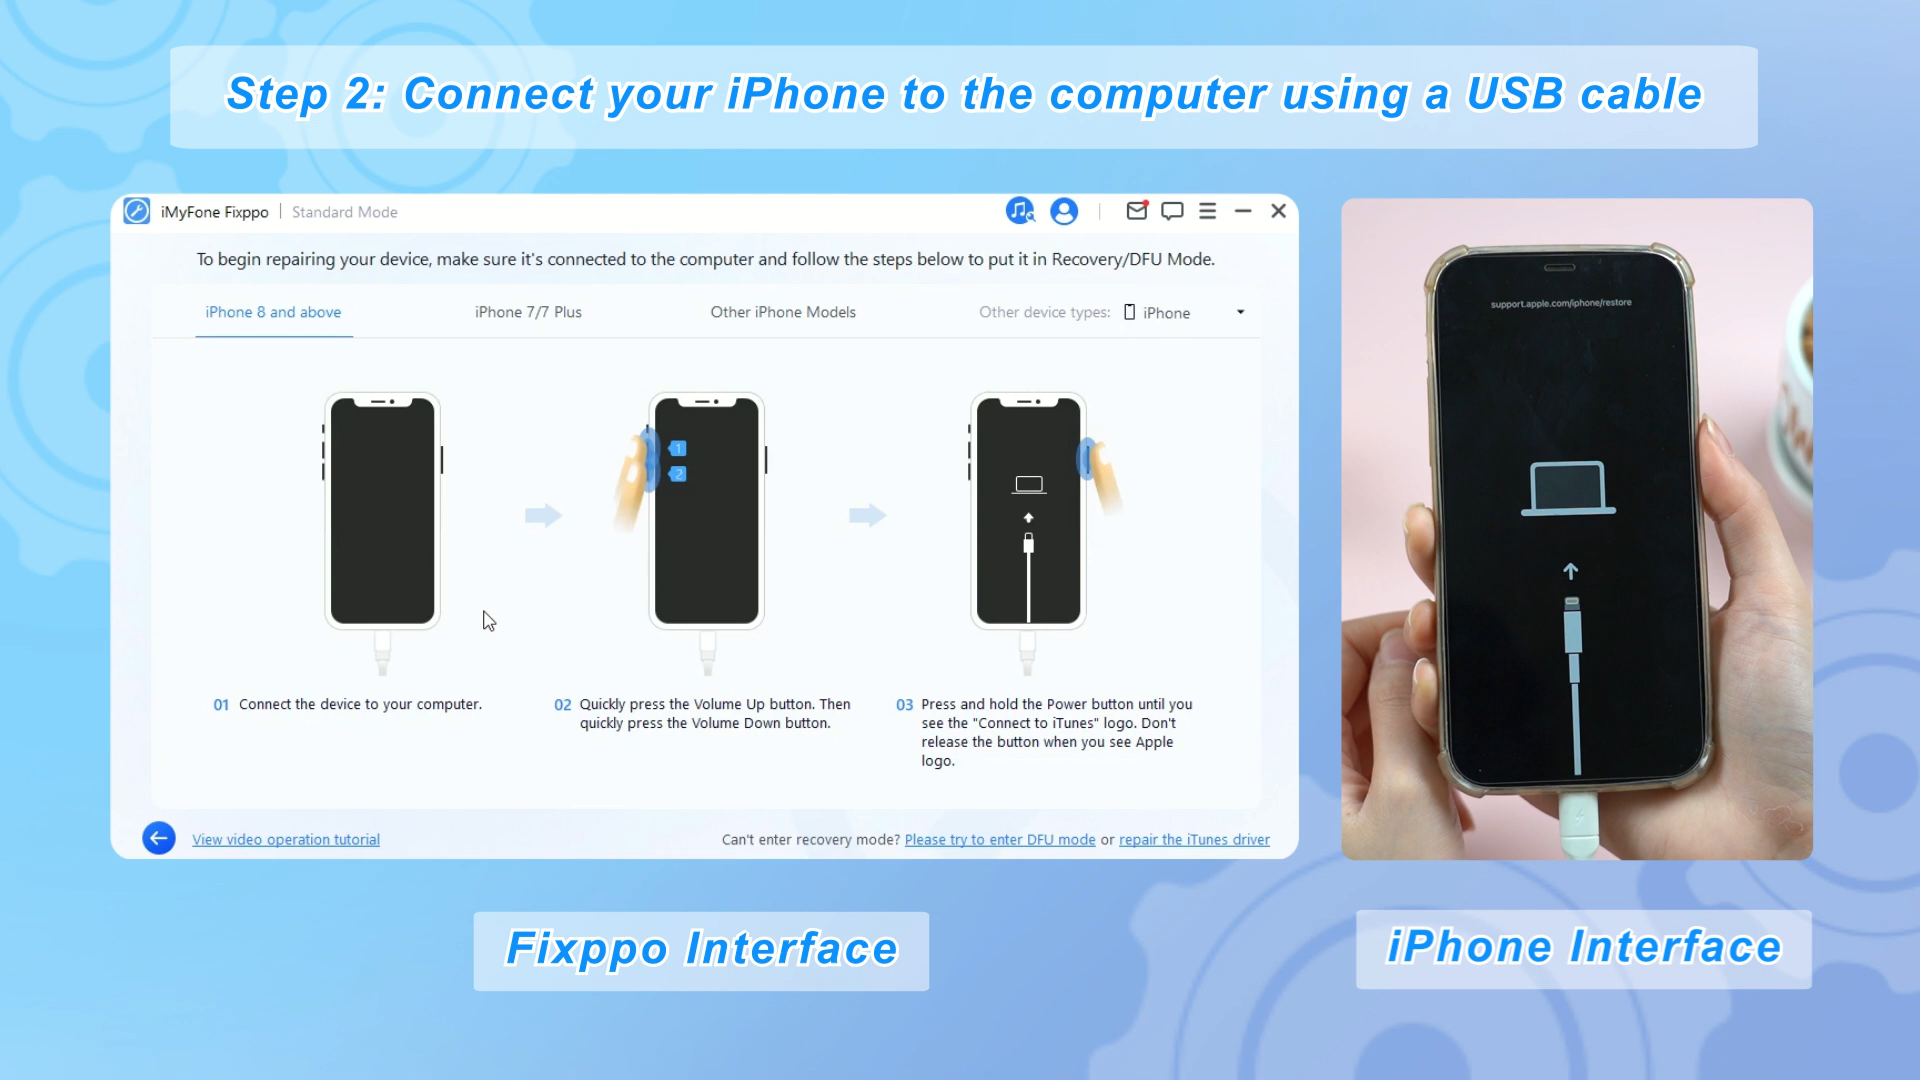 Step 2: Connect your iPhone to the computer using a USB cable
iMyFone Fixppo | Standard Mode
To begin repairing your device, make sure it's connected to the computer and follow the steps below to put it in Recovery/DFU Mode.
iPhone 8 and above
iPhone 7/7 Plus
Other iPhone Models
Other device types: iPhone
1
2
01 Connect the device to your computer.
02 Quickly press the Volume Up button. Then
quickly press the Volume Down button.
03 Press and hold the Power button until you
see the "Connect to iTunes" logo. Don't
release the button when you see Apple
logo.
View video operation tutorial
Can't enter recovery mode? Please try to enter DFU mode or repair the iTunes driver
support.apple.com/iphone/restore
Fixppo Interface
iPhone Interface